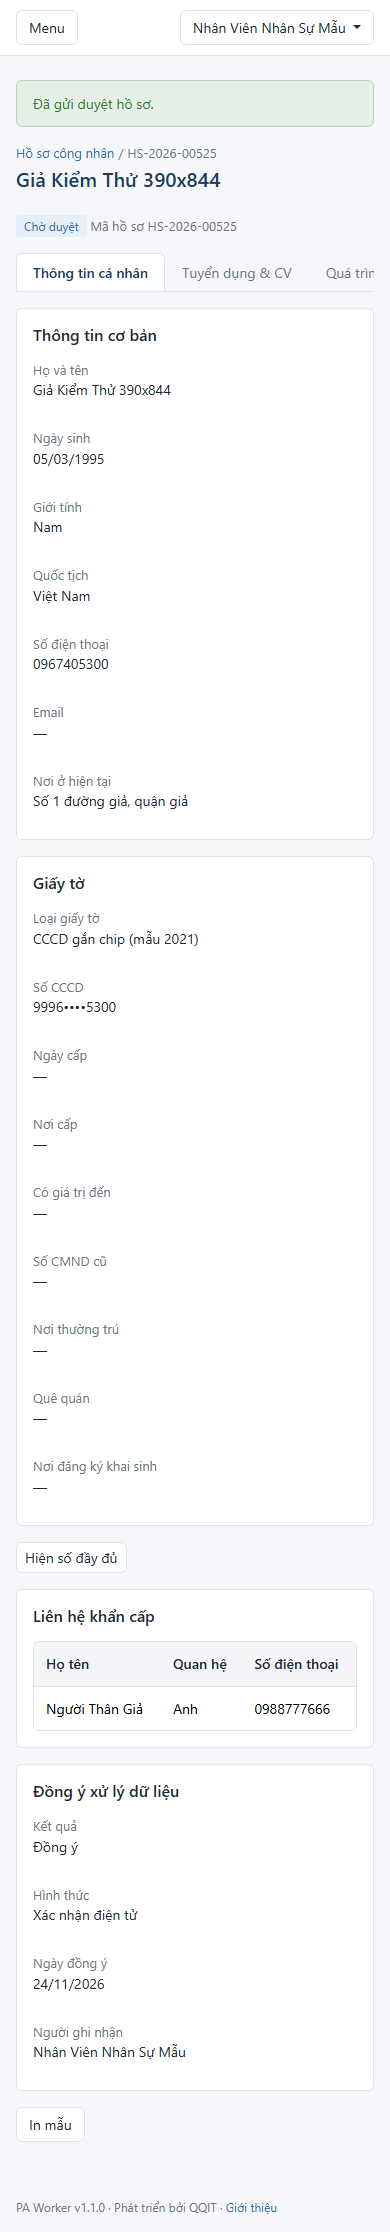 Menu
Nhân Viên Nhân Sự Mẫu
Đã gửi duyệt hồ sơ.
Hồ sơ công nhân / HS-2026-00525
Giả Kiểm Thử 390x844
Chờ duyệt Mã hồ sơ HS-2026-00525
Thông tin cá nhân Tuyển dụng & CV Quá trìn
Thông tin cơ bản
Họ và tên
Giả Kiểm Thử 390x844
Ngày sinh
05/03/1995
Giới tính
Nam
Quốc tịch
Việt Nam
Số điện thoại
0967405300
Email
—
Nơi ở hiện tại
Số 1 đường giả, quận giả
Giấy tờ
Loại giấy tờ
CCCD gắn chip (mẫu 2021)
Số CCCD
9996••••5300
Ngày cấp
—
Nơi cấp
—
Có giá trị đến
—
Số CMND cũ
—
Nơi thường trú
—
Quê quán
—
Nơi đăng ký khai sinh
—
Hiện số đầy đủ
Liên hệ khẩn cấp
Họ tên Quan hệ Số điện thoại
Người Thân Giả Anh 0988777666
Đồng ý xử lý dữ liệu
Kết quả
Đồng ý
Hình thức
Xác nhận điện tử
Ngày đồng ý
24/11/2026
Người ghi nhận
Nhân Viên Nhân Sự Mẫu
In mẫu
PA Worker v1.1.0 · Phát triển bởi QQIT · Giới thiệu